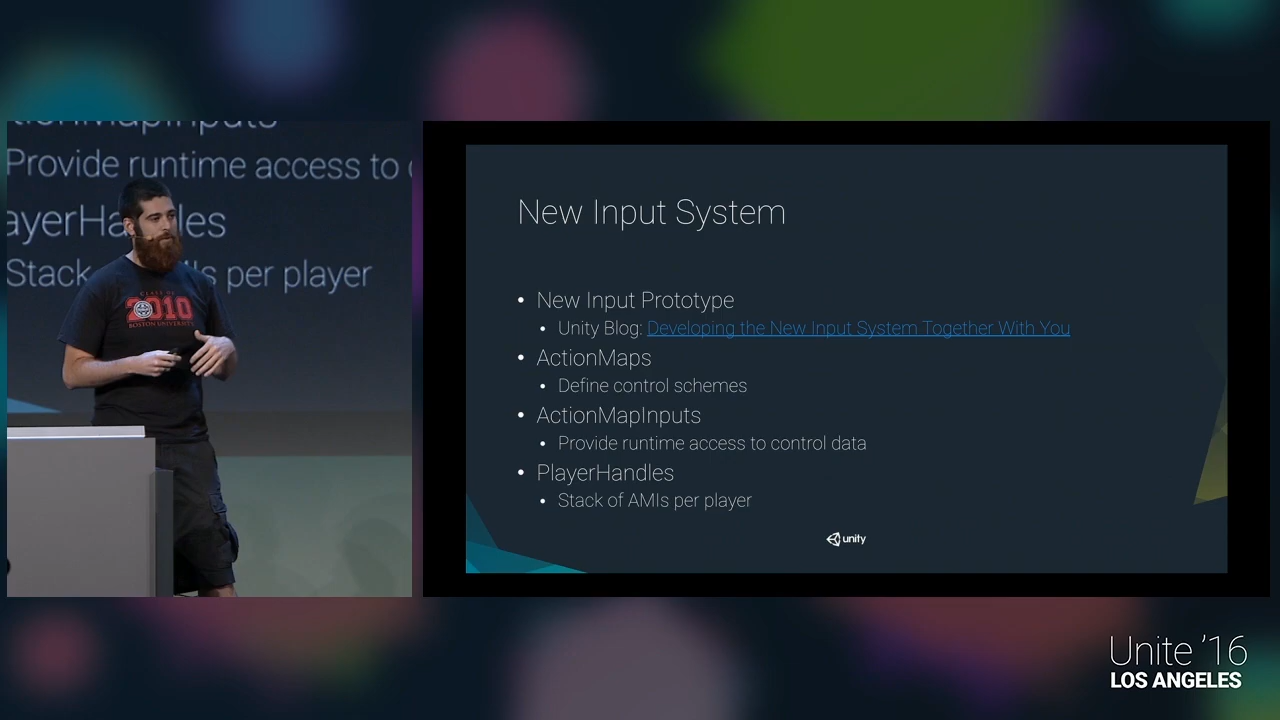 Provide runtime access to
Stack
per player
CLASS OF
2010
BOSTON UNIVERSITY
New Input System
• New Input Prototype
• Unity Blog: Developing the New Input System Together With You
• ActionMaps
• Define control schemes
• ActionMapInputs
• Provide runtime access to control data
• PlayerHandles
• Stack of AMIs per player
unity
Unite '16
LOS ANGELES